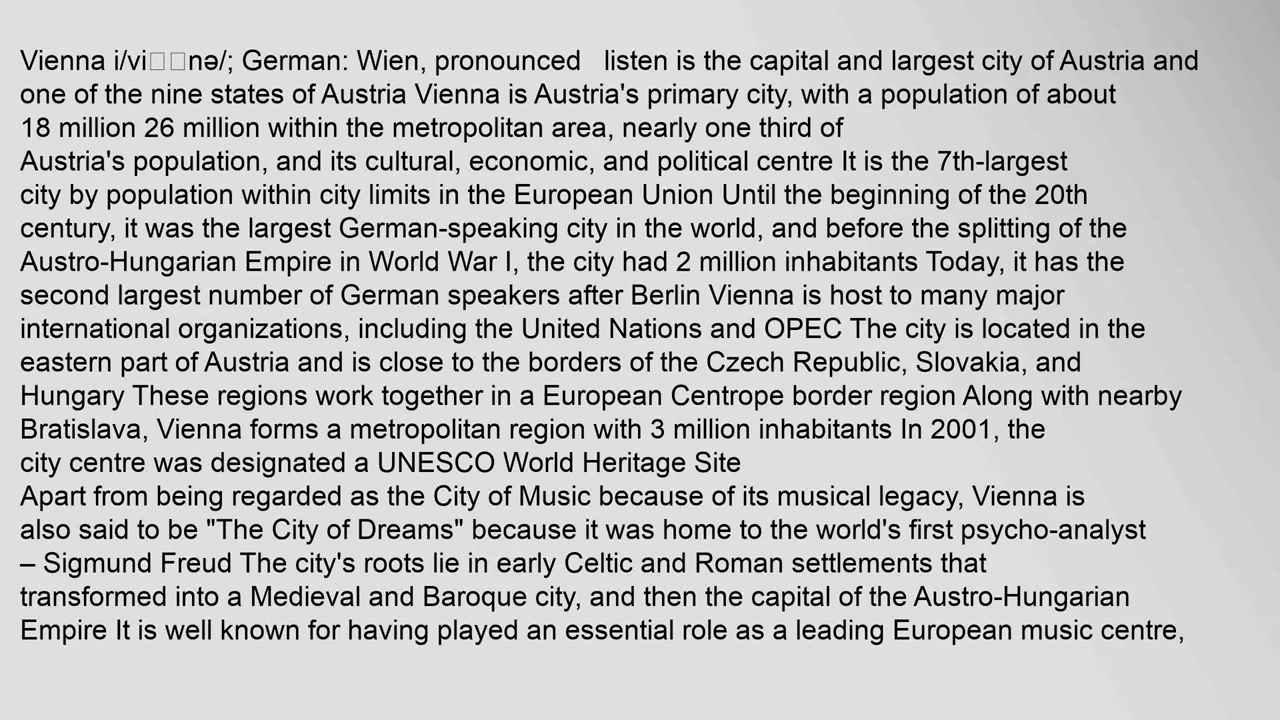 Vienna i/vi□□nə/; German: Wien, pronounced   listen is the capital and largest city of Austria and
one of the nine states of Austria Vienna is Austria's primary city, with a population of about
18 million 26 million within the metropolitan area, nearly one third of
Austria's population, and its cultural, economic, and political centre It is the 7th-largest
city by population within city limits in the European Union Until the beginning of the 20th
century, it was the largest German-speaking city in the world, and before the splitting of the
Austro-Hungarian Empire in World War I, the city had 2 million inhabitants Today, it has the
second largest number of German speakers after Berlin Vienna is host to many major
international organizations, including the United Nations and OPEC The city is located in the
eastern part of Austria and is close to the borders of the Czech Republic, Slovakia, and
Hungary These regions work together in a European Centrope border region Along with nearby
Bratislava, Vienna forms a metropolitan region with 3 million inhabitants In 2001, the
city centre was designated a UNESCO World Heritage Site
Apart from being regarded as the City of Music because of its musical legacy, Vienna is
also said to be "The City of Dreams" because it was home to the world's first psycho-analyst
– Sigmund Freud The city's roots lie in early Celtic and Roman settlements that
transformed into a Medieval and Baroque city, and then the capital of the Austro-Hungarian
Empire It is well known for having played an essential role as a leading European music centre,